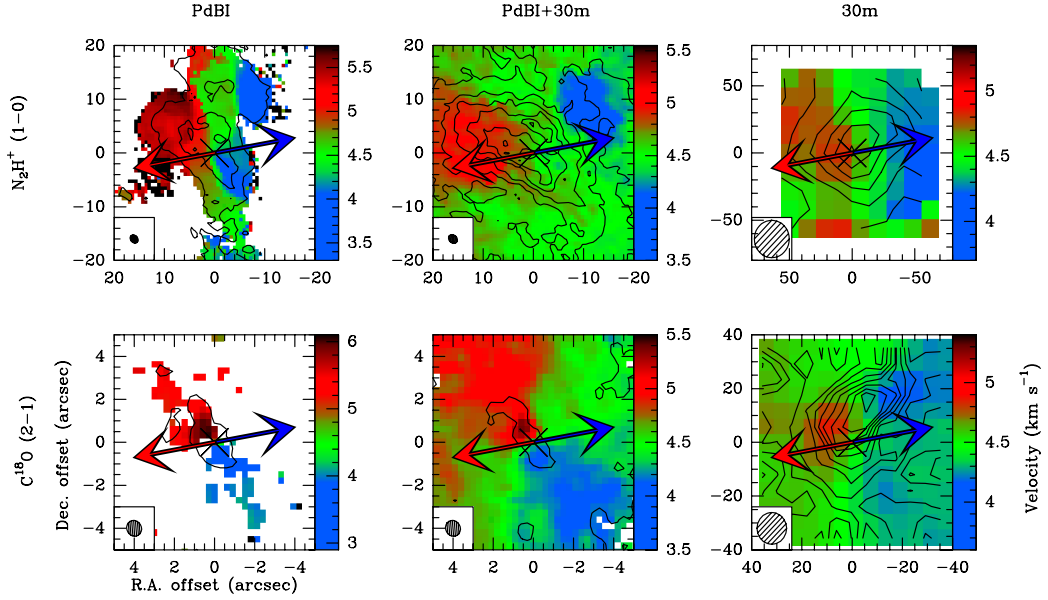 PdBI PdBI+30m 30m
N₂H⁺ (1−0)
20 10 0 −10 −20
5.5 5 4.5 4 3.5
20 10 0 −10 −20
5.5 5 4.5 4 3.5
50 0 −50
5 4.5 4
20 10 0 −10 −20
20 10 0 −10 −20
50 0 −50
C¹⁸O (2−1)
Dec. offset (arcsec)
4 2 0 −2 −4
6 5 4 3
4 2 0 −2 −4
5.5 5 4.5 4 3.5
40 20 0 −20 −40
5 4.5 4
Velocity (km s⁻¹)
4 2 0 −2 −4
4 2 0 −2 −4
40 20 0 −20 −40
R.A. offset (arcsec)